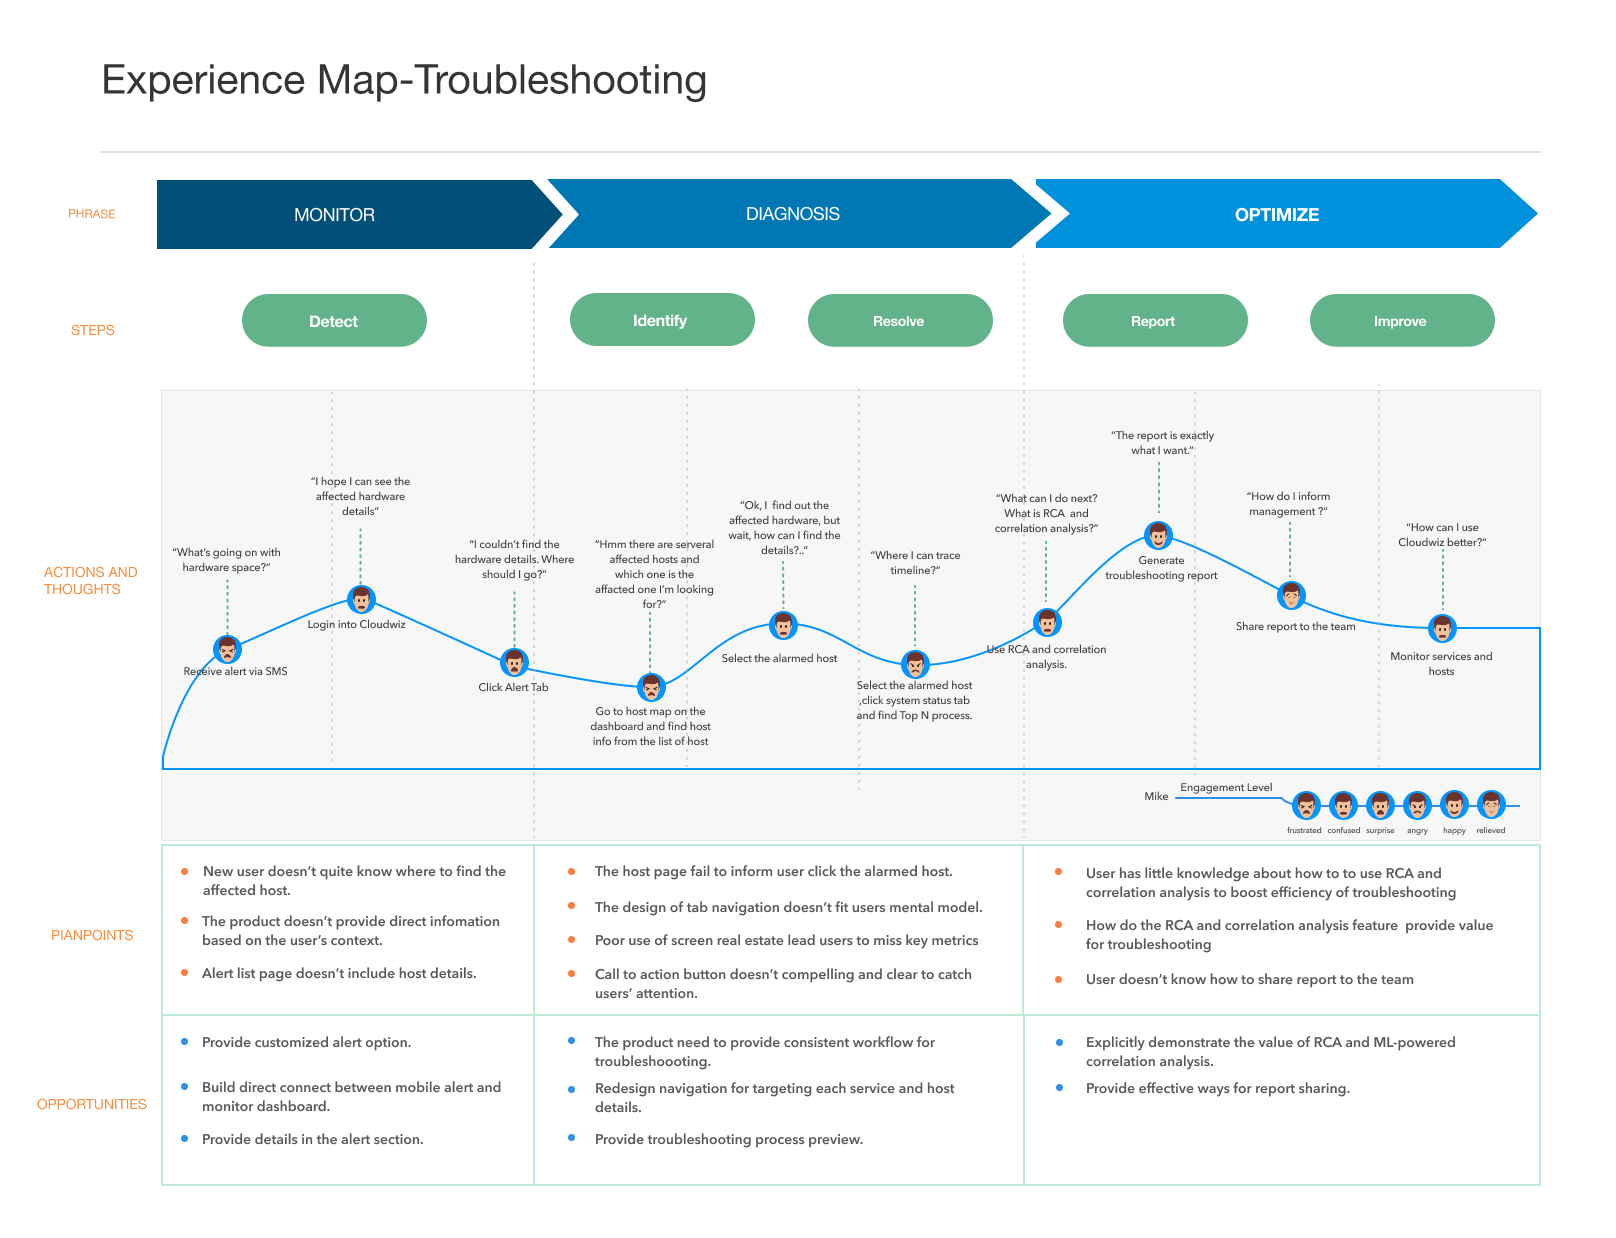 Experience Map-Troubleshooting
PHRASE
MONITOR
DIAGNOSIS
OPTIMIZE
STEPS
Detect
Identify
Resolve
Report
Improve
ACTIONS AND
THOUGHTS
“What’s going on with
hardware space?“
Receive alert via SMS
“I hope I can see the
affected hardware
details“
Login into Cloudwiz
“I couldn’t find the
hardware details. Where
should I go?“
Click Alert Tab
“Hmm there are serveral
affected hosts and
which one is the
affacted one I’m looking
for?“
Go to host map on the
dashboard and find host
info from the list of host
“Ok, I  find out the
affected hardware, but
wait, how can I find the
details?..“
Select the alarmed host
“Where I can trace
timeline?“
Select the alarmed host
,click system status tab
and find Top N process.
“What can I do next?
What is RCA  and
correlation analysis?“
Use RCA and correlation
analysis.
“The report is exactly
what I want.“
Generate
troubleshooting report
“How do I inform
management ?“
Share report to the team
“How can I use
Cloudwiz better?“
Monitor services and
hosts
Mike
Engagement Level
frustrated
confused
surprise
angry
happy
relieved
PIANPOINTS
New user doesn’t quite know where to find the
affected host.
The product doesn’t provide direct infomation
based on the user’s context.
Alert list page doesn’t include host details.
The host page fail to inform user click the alarmed host.
The design of tab navigation doesn’t fit users mental model.
Poor use of screen real estate lead users to miss key metrics
Call to action button doesn’t compelling and clear to catch
users’ attention.
User has little knowledge about how to to use RCA and
correlation analysis to boost efficiency of troubleshooting
How do the RCA and correlation analysis feature  provide value
for troubleshooting
User doesn’t know how to share report to the team
OPPORTUNITIES
Provide customized alert option.
Build direct connect between mobile alert and
monitor dashboard.
Provide details in the alert section.
The product need to provide consistent workflow for
troubleshoooting.
Redesign navigation for targeting each service and host
details.
Provide troubleshooting process preview.
Explicitly demonstrate the value of RCA and ML-powered
correlation analysis.
Provide effective ways for report sharing.